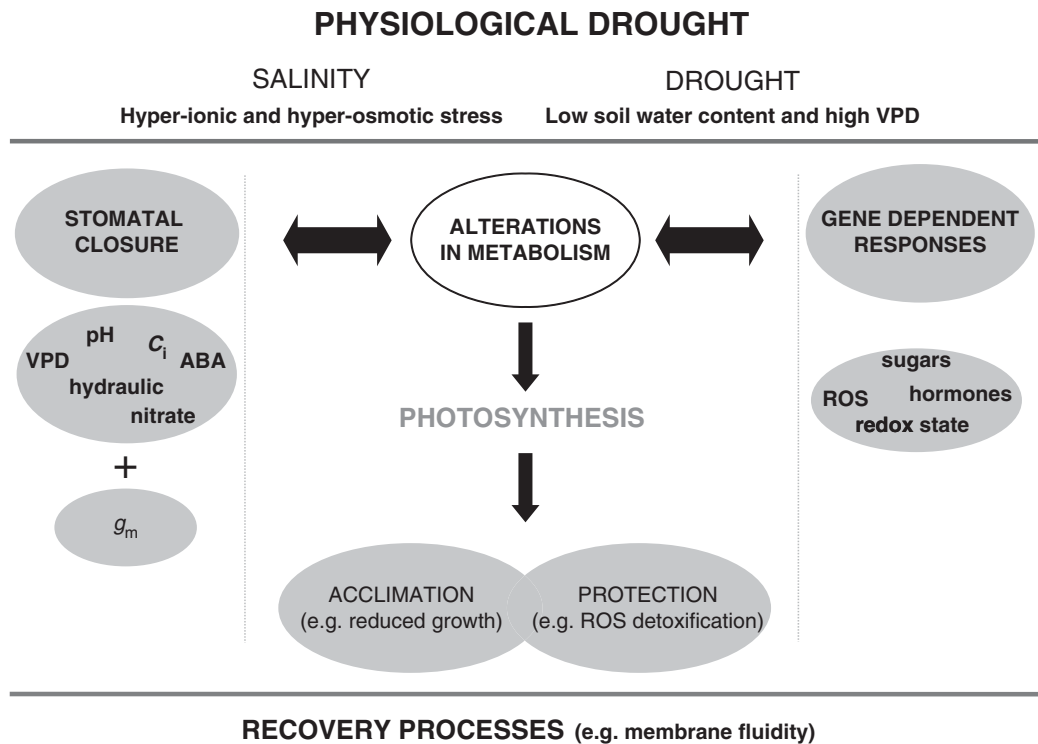 PHYSIOLOGICAL DROUGHT
SALINITY
Hyper-ionic and hyper-osmotic stress
DROUGHT
Low soil water content and high VPD
STOMATAL
CLOSURE
ALTERATIONS
IN METABOLISM
GENE DEPENDENT
RESPONSES
pH
Ci
VPD
ABA
hydraulic
nitrate
+
gm
sugars
ROS
hormones
redox state
PHOTOSYNTHESIS
ACCLIMATION
(e.g. reduced growth)
PROTECTION
(e.g. ROS detoxification)
RECOVERY PROCESSES (e.g. membrane fluidity)